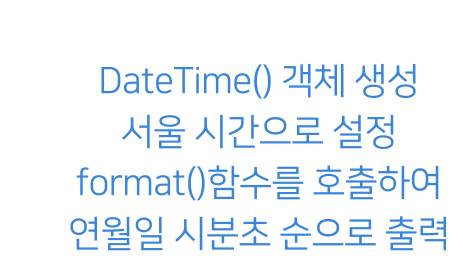 DateTime() 객체 생성
서울 시간으로 설정
format()함수를 호출하여
연월일 시분초 순으로 출력